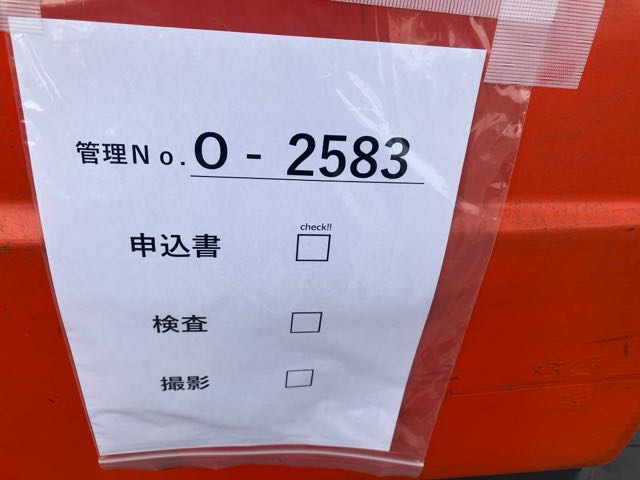 管理No. O - 2583
check!!
申込書 □
検査 □
撮影 □